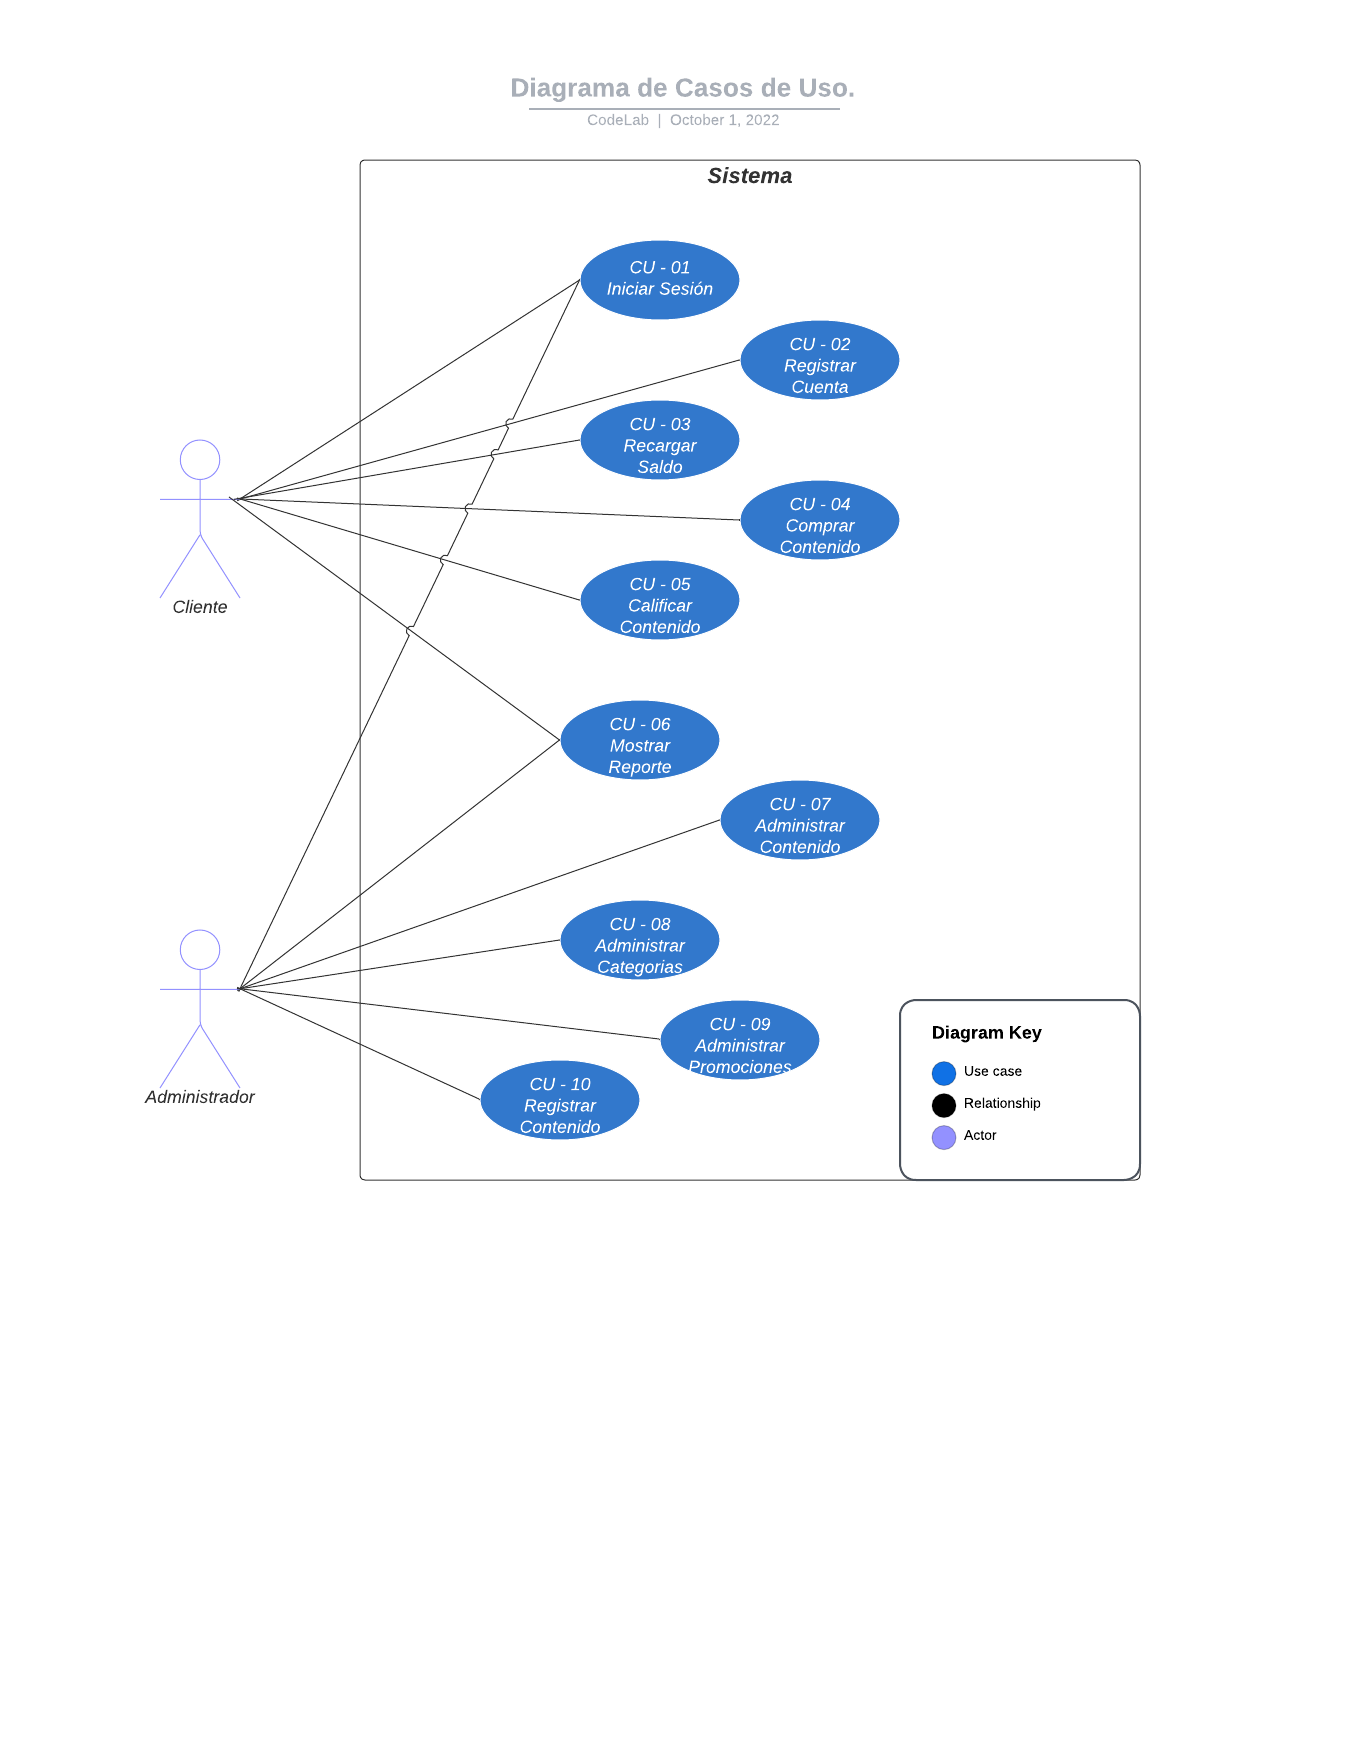 Diagrama de Casos de Uso.
CodeLab | October 1, 2022
Sistema
CU - 01
Iniciar Sesión
CU - 02
Registrar
Cuenta
CU - 03
Recargar
Saldo
CU - 04
Comprar
Contenido
CU - 05
Calificar
Contenido
Cliente
CU - 06
Mostrar
Reporte
CU - 07
Administrar
Contenido
CU - 08
Administrar
Categorias
CU - 09
Administrar
Promociones
CU - 10
Registrar
Contenido
Administrador
Diagram Key
Use case
Relationship
Actor